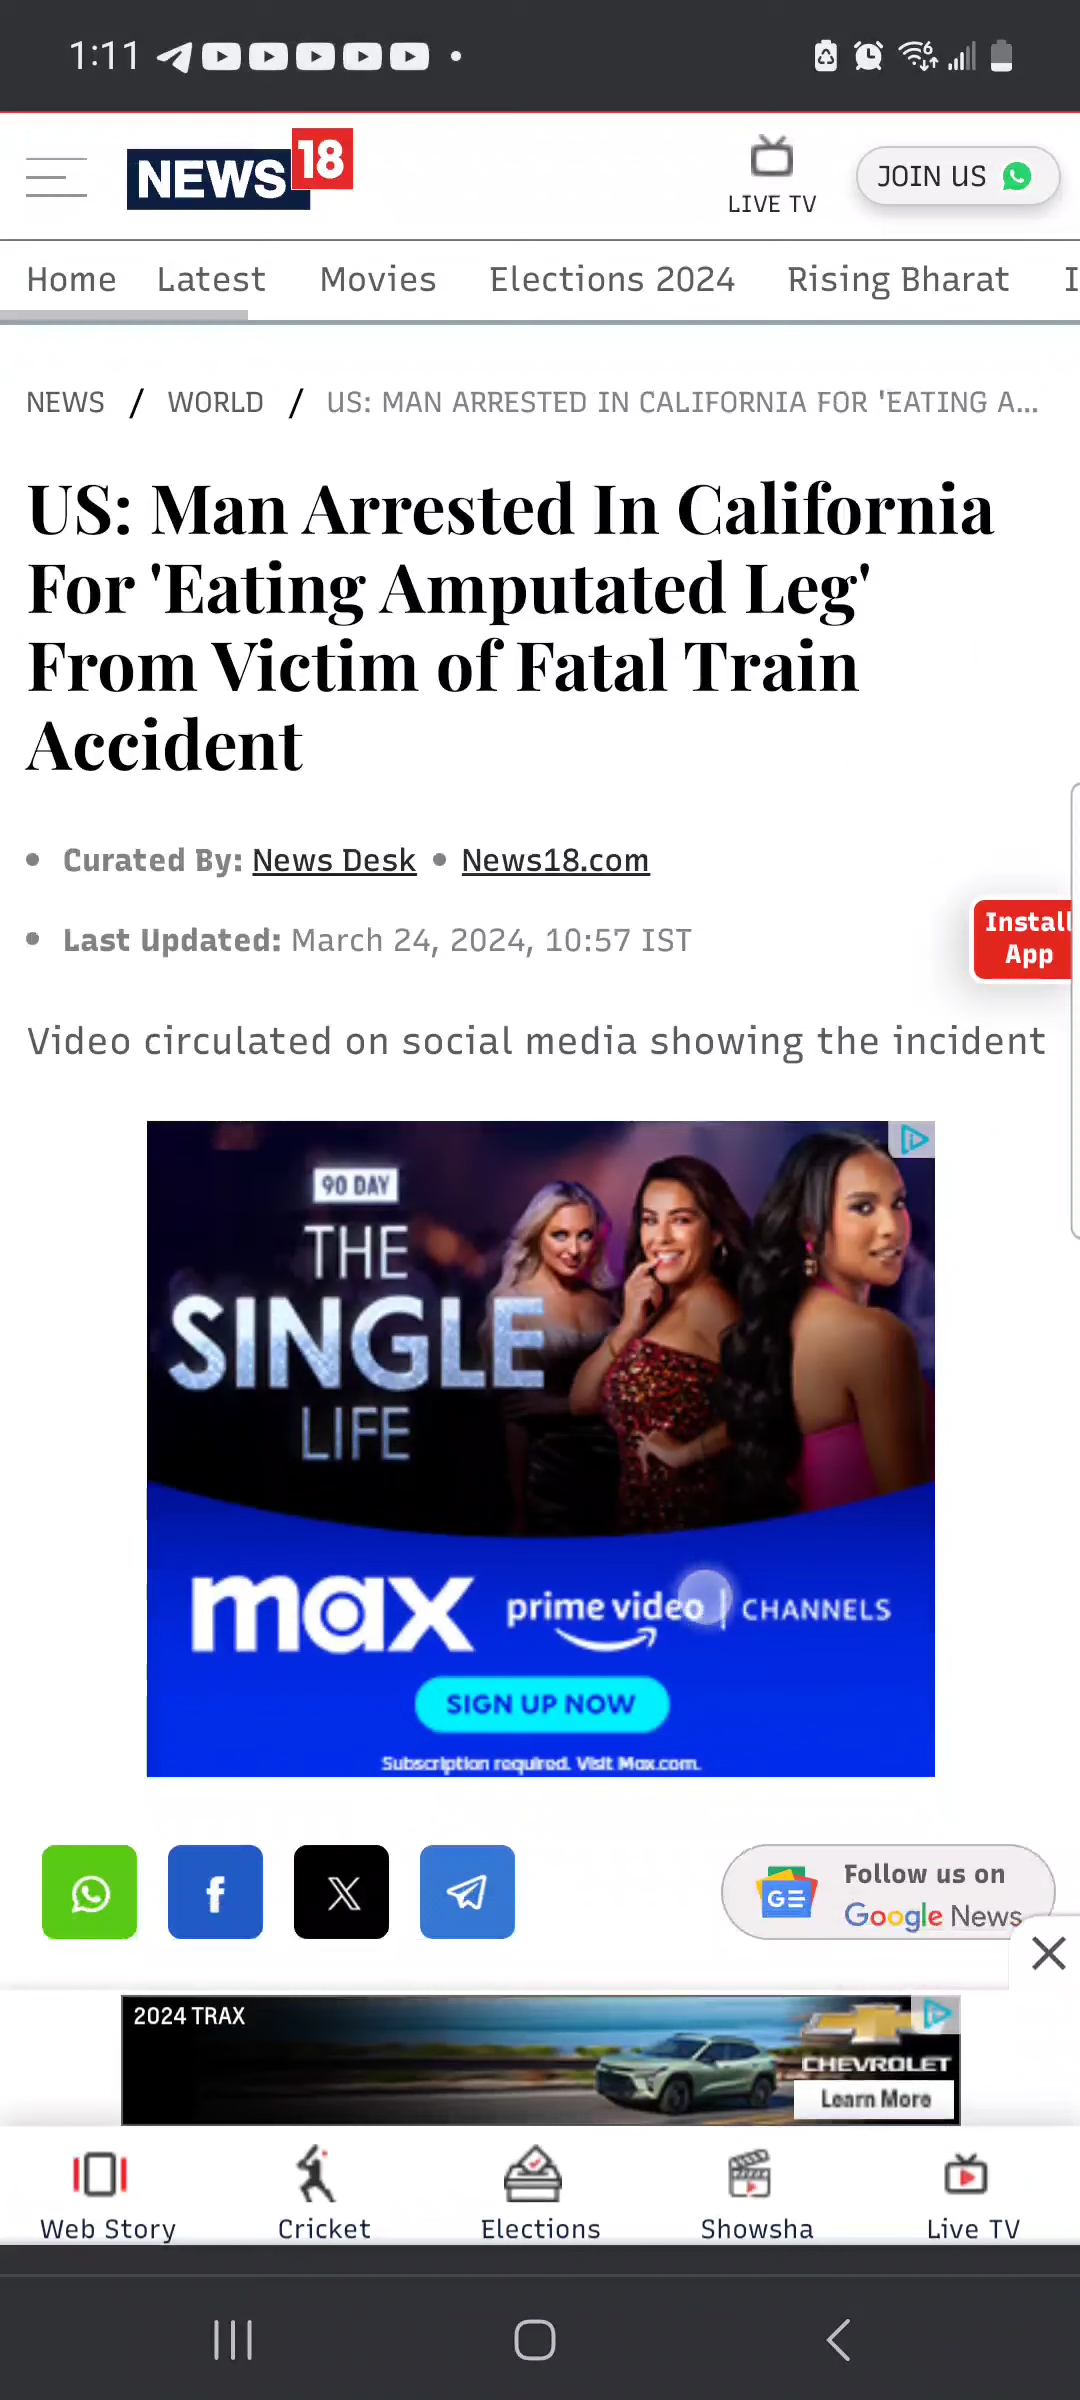 1:11
NEWS 18
LIVE TV
JOIN US
Home Latest Movies Elections 2024 Rising Bharat
NEWS / WORLD / US: MAN ARRESTED IN CALIFORNIA FOR 'EATING A...
US: Man Arrested In California
For 'Eating Amputated Leg'
From Victim of Fatal Train
Accident
Curated By: News Desk • News18.com
Last Updated: March 24, 2024, 10:57 IST
Install
App
Video circulated on social media showing the incident
90 DAY
THE
SINGLE
LIFE
max prime video | CHANNELS
SIGN UP NOW
Subscription required. Visit Max.com.
Follow us on
Google News
GE
2024 TRAX
CHEVROLET
Learn More
Web Story Cricket Elections Showsha Live TV